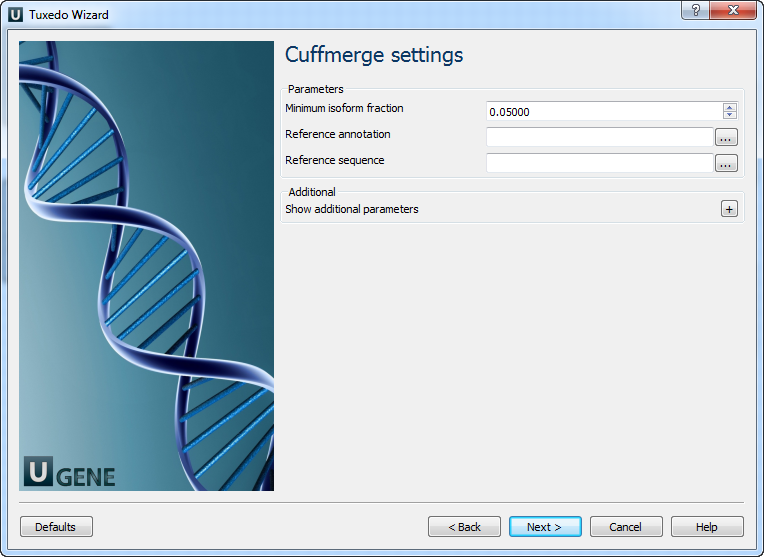 U Tuxedo Wizard
? X
Cuffmerge settings
Parameters
Minimum isoform fraction 0.05000
Reference annotation ...
Reference sequence ...
Additional
Show additional parameters +
U GENE
Defaults < Back Next > Cancel Help